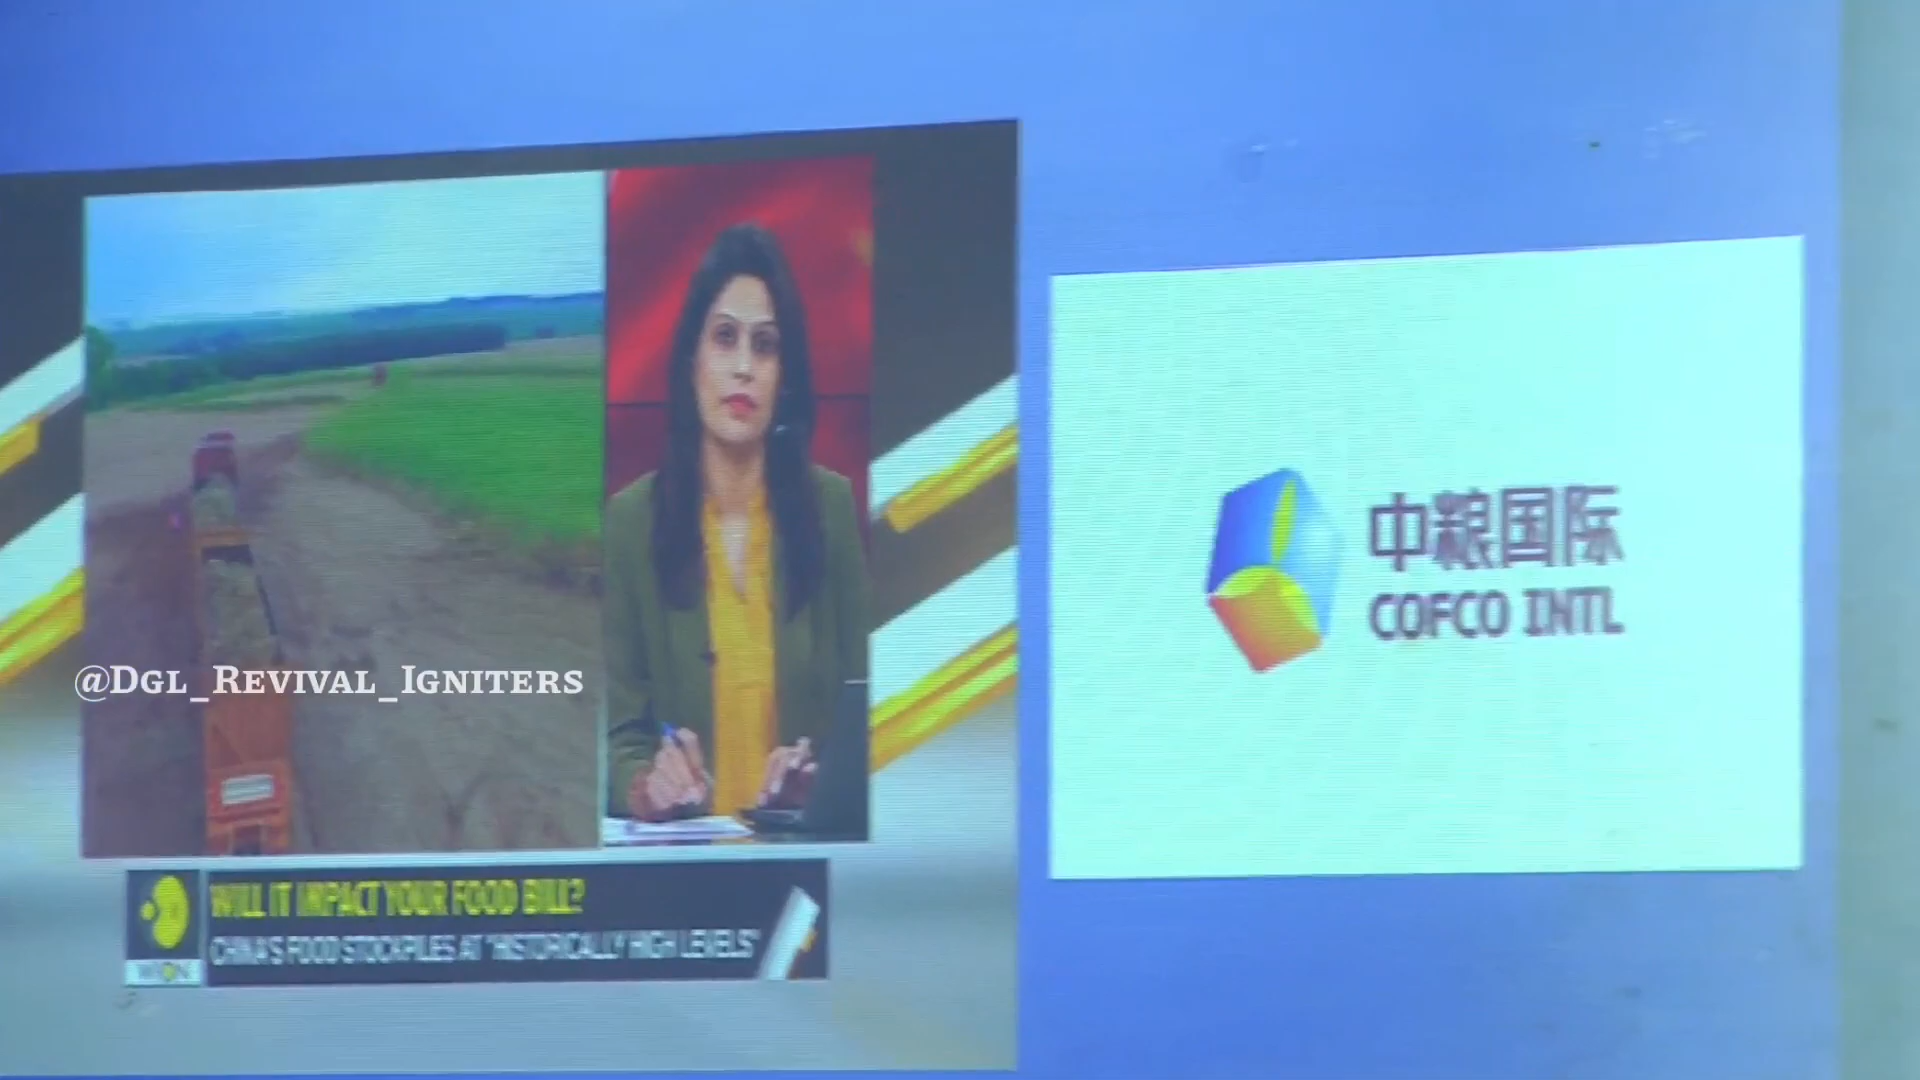 @Dgl_Revival_Igniters
WILL IT IMPACT YOUR FOOD BILL?
CHINA'S FOOD STOCKPILES AT "HISTORICALLY HIGH LEVELS"
WION
中粮国际
COFCO INTL